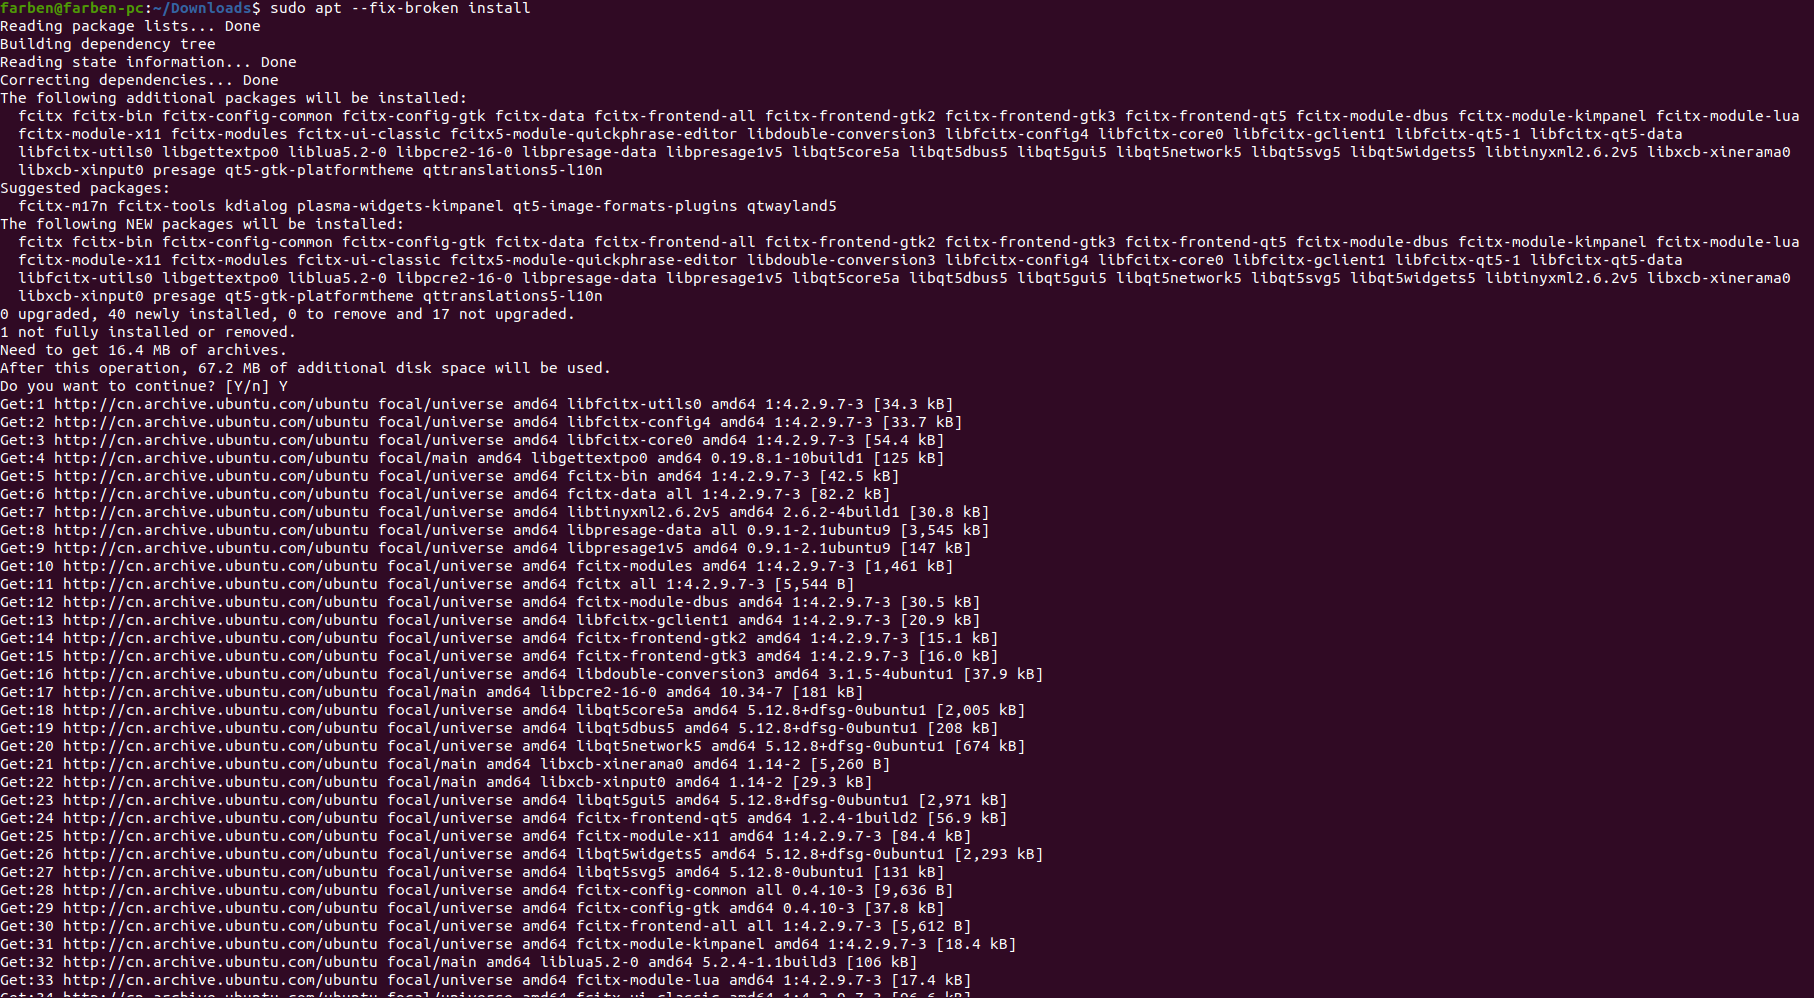 farben@farben-pc:~/Downloads$ sudo apt --fix-broken install
Reading package lists... Done
Building dependency tree
Reading state information... Done
Correcting dependencies... Done
The following additional packages will be installed:
  fcitx fcitx-bin fcitx-config-common fcitx-config-gtk fcitx-data fcitx-frontend-all fcitx-frontend-gtk2 fcitx-frontend-gtk3 fcitx-frontend-qt5 fcitx-module-dbus fcitx-module-kimpanel fcitx-module-lua
  fcitx-module-x11 fcitx-modules fcitx-ui-classic fcitx5-module-quickphrase-editor libdouble-conversion3 libfcitx-config4 libfcitx-core0 libfcitx-gclient1 libfcitx-qt5-1 libfcitx-qt5-data
  libfcitx-utils0 libgettextpo0 liblua5.2-0 libpcre2-16-0 libpresage-data libpresage1v5 libqt5core5a libqt5dbus5 libqt5gui5 libqt5network5 libqt5svg5 libqt5widgets5 libtinyxml2.6.2v5 libxcb-xinerama0
  libxcb-xinput0 presage qt5-gtk-platformtheme qttranslations5-l10n
Suggested packages:
  fcitx-m17n fcitx-tools kdialog plasma-widgets-kimpanel qt5-image-formats-plugins qtwayland5
The following NEW packages will be installed:
  fcitx fcitx-bin fcitx-config-common fcitx-config-gtk fcitx-data fcitx-frontend-all fcitx-frontend-gtk2 fcitx-frontend-gtk3 fcitx-frontend-qt5 fcitx-module-dbus fcitx-module-kimpanel fcitx-module-lua
  fcitx-module-x11 fcitx-modules fcitx-ui-classic fcitx5-module-quickphrase-editor libdouble-conversion3 libfcitx-config4 libfcitx-core0 libfcitx-gclient1 libfcitx-qt5-1 libfcitx-qt5-data
  libfcitx-utils0 libgettextpo0 liblua5.2-0 libpcre2-16-0 libpresage-data libpresage1v5 libqt5core5a libqt5dbus5 libqt5gui5 libqt5network5 libqt5svg5 libqt5widgets5 libtinyxml2.6.2v5 libxcb-xinerama0
  libxcb-xinput0 presage qt5-gtk-platformtheme qttranslations5-l10n
0 upgraded, 40 newly installed, 0 to remove and 17 not upgraded.
1 not fully installed or removed.
Need to get 16.4 MB of archives.
After this operation, 67.2 MB of additional disk space will be used.
Do you want to continue? [Y/n] Y
Get:1 http://cn.archive.ubuntu.com/ubuntu focal/universe amd64 libfcitx-utils0 amd64 1:4.2.9.7-3 [34.3 kB]
Get:2 http://cn.archive.ubuntu.com/ubuntu focal/universe amd64 libfcitx-config4 amd64 1:4.2.9.7-3 [33.7 kB]
Get:3 http://cn.archive.ubuntu.com/ubuntu focal/universe amd64 libfcitx-core0 amd64 1:4.2.9.7-3 [54.4 kB]
Get:4 http://cn.archive.ubuntu.com/ubuntu focal/main amd64 libgettextpo0 amd64 0.19.8.1-10build1 [125 kB]
Get:5 http://cn.archive.ubuntu.com/ubuntu focal/universe amd64 fcitx-bin amd64 1:4.2.9.7-3 [42.5 kB]
Get:6 http://cn.archive.ubuntu.com/ubuntu focal/universe amd64 fcitx-data all 1:4.2.9.7-3 [82.2 kB]
Get:7 http://cn.archive.ubuntu.com/ubuntu focal/universe amd64 libtinyxml2.6.2v5 amd64 2.6.2-4build1 [30.8 kB]
Get:8 http://cn.archive.ubuntu.com/ubuntu focal/universe amd64 libpresage-data all 0.9.1-2.1ubuntu9 [3,545 kB]
Get:9 http://cn.archive.ubuntu.com/ubuntu focal/universe amd64 libpresage1v5 amd64 0.9.1-2.1ubuntu9 [147 kB]
Get:10 http://cn.archive.ubuntu.com/ubuntu focal/universe amd64 fcitx-modules amd64 1:4.2.9.7-3 [1,461 kB]
Get:11 http://cn.archive.ubuntu.com/ubuntu focal/universe amd64 fcitx all 1:4.2.9.7-3 [5,544 B]
Get:12 http://cn.archive.ubuntu.com/ubuntu focal/universe amd64 fcitx-module-dbus amd64 1:4.2.9.7-3 [30.5 kB]
Get:13 http://cn.archive.ubuntu.com/ubuntu focal/universe amd64 libfcitx-gclient1 amd64 1:4.2.9.7-3 [20.9 kB]
Get:14 http://cn.archive.ubuntu.com/ubuntu focal/universe amd64 fcitx-frontend-gtk2 amd64 1:4.2.9.7-3 [15.1 kB]
Get:15 http://cn.archive.ubuntu.com/ubuntu focal/universe amd64 fcitx-frontend-gtk3 amd64 1:4.2.9.7-3 [16.0 kB]
Get:16 http://cn.archive.ubuntu.com/ubuntu focal/universe amd64 libdouble-conversion3 amd64 3.1.5-4ubuntu1 [37.9 kB]
Get:17 http://cn.archive.ubuntu.com/ubuntu focal/main amd64 libpcre2-16-0 amd64 10.34-7 [181 kB]
Get:18 http://cn.archive.ubuntu.com/ubuntu focal/universe amd64 libqt5core5a amd64 5.12.8+dfsg-0ubuntu1 [2,005 kB]
Get:19 http://cn.archive.ubuntu.com/ubuntu focal/universe amd64 libqt5dbus5 amd64 5.12.8+dfsg-0ubuntu1 [208 kB]
Get:20 http://cn.archive.ubuntu.com/ubuntu focal/universe amd64 libqt5network5 amd64 5.12.8+dfsg-0ubuntu1 [674 kB]
Get:21 http://cn.archive.ubuntu.com/ubuntu focal/main amd64 libxcb-xinerama0 amd64 1.14-2 [5,260 B]
Get:22 http://cn.archive.ubuntu.com/ubuntu focal/main amd64 libxcb-xinput0 amd64 1.14-2 [29.3 kB]
Get:23 http://cn.archive.ubuntu.com/ubuntu focal/universe amd64 libqt5gui5 amd64 5.12.8+dfsg-0ubuntu1 [2,971 kB]
Get:24 http://cn.archive.ubuntu.com/ubuntu focal/universe amd64 fcitx-frontend-qt5 amd64 1.2.4-1build2 [56.9 kB]
Get:25 http://cn.archive.ubuntu.com/ubuntu focal/universe amd64 fcitx-module-x11 amd64 1:4.2.9.7-3 [84.4 kB]
Get:26 http://cn.archive.ubuntu.com/ubuntu focal/universe amd64 libqt5widgets5 amd64 5.12.8+dfsg-0ubuntu1 [2,293 kB]
Get:27 http://cn.archive.ubuntu.com/ubuntu focal/universe amd64 libqt5svg5 amd64 5.12.8-0ubuntu1 [131 kB]
Get:28 http://cn.archive.ubuntu.com/ubuntu focal/universe amd64 fcitx-config-common all 0.4.10-3 [9,636 B]
Get:29 http://cn.archive.ubuntu.com/ubuntu focal/universe amd64 fcitx-config-gtk amd64 0.4.10-3 [37.8 kB]
Get:30 http://cn.archive.ubuntu.com/ubuntu focal/universe amd64 fcitx-frontend-all all 1:4.2.9.7-3 [5,612 B]
Get:31 http://cn.archive.ubuntu.com/ubuntu focal/universe amd64 fcitx-module-kimpanel amd64 1:4.2.9.7-3 [18.4 kB]
Get:32 http://cn.archive.ubuntu.com/ubuntu focal/main amd64 liblua5.2-0 amd64 5.2.4-1.1build3 [106 kB]
Get:33 http://cn.archive.ubuntu.com/ubuntu focal/universe amd64 fcitx-module-lua amd64 1:4.2.9.7-3 [17.4 kB]